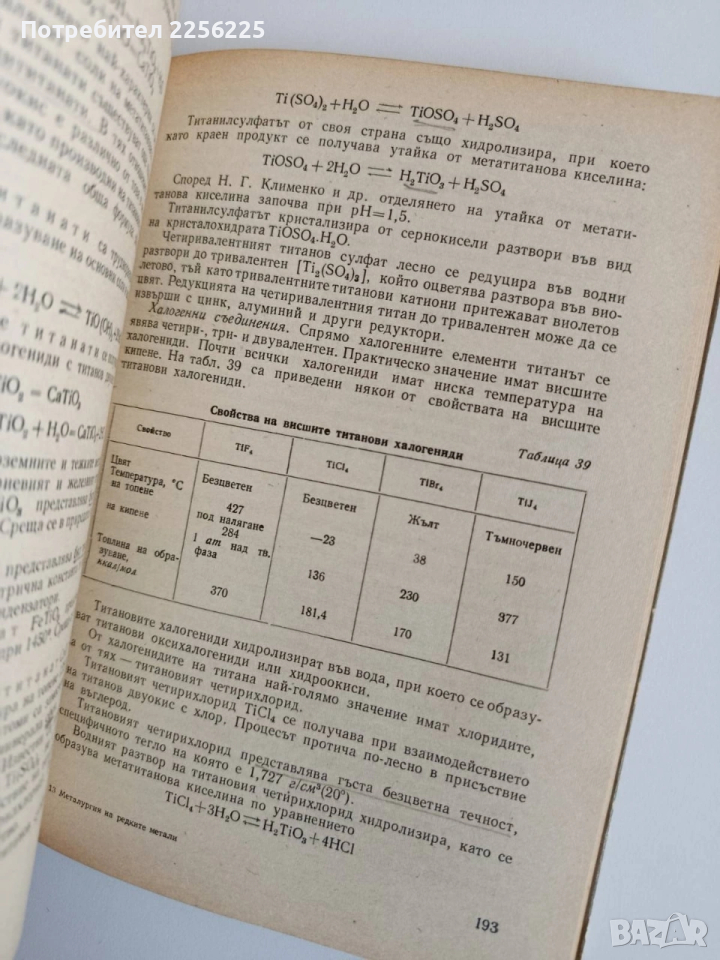 Потребител 2256225
Ti(SO₄)₂+H₂O ⇌ TiOSO₄+H₂SO₄
Титанилсулфатът от своя страна също хидролизира, при което
като краен продукт се получава утайка от метатитанова киселина:
TiOSO₄+2H₂O ⇌ H₂TiO₃+H₂SO₄
Според Н. Г. Клименко и др. отделянето на утайка от метати-
танова киселина започва при pH=1,5.
Титанилсулфатът кристализира от сернокисели разтвори във вид
на кристалохидрата TiOSO₄.H₂O.
Четиривалентният титанов сулфат лесно се редуцира във водни
разтвори до тривалентен [Ti₂(SO₄)₃], който оцветява разтвора във вио-
летово, тъй като тривалентните титанови катиони притежават виолетов
цвят. Редукцията на четиривалентния титан до тривалентен може да се
извърши с цинк, алуминий и други редуктори.
Халогенни съединения. Спрямо халогенните елементи титанът се
явява четири-, три- и двувалентен. Практическо значение имат висшите
халогениди. Почти всички халогениди имат ниска температура на
кипене. На табл. 39 са приведени някои от свойствата на висшите
титанови халогениди.
Таблица 39
Свойства на висшите титанови халогениди
Свойство TiF₄ TiCl₄ TiBr₄ TiJ₄
Цвят Безцветен Безцветен Жълт Тъмночервен
Температура, °C
на топене 427 —23 38 150
под налягане
на кипене 284 136 230 377
1 ат над тв.
фаза
Топлина на обра-
зуване,
ккал/мол 370 181,4 170 131
Титановите халогениди хидролизират във вода, при което се образу-
ват титанови оксихалогениди или хидроокиси.
От халогенидите на титана най-голямо значение имат хлоридите,
а от тях — титановият четирихлорид.
Титановият четирихлорид TiCl₄ се получава при взаимодействието
на титанов двуокис с хлор. Процесът протича по-лесно в присъствие
на въглерод.
Титановият четирихлорид представлява гъста безцветна течност,
специфичното тегло на която е 1,727 г/см³(20°).
Водният разтвор на титановия четирихлорид хидролизира, като се
образува метатитанова киселина по уравнението
TiCl₄+3H₂O ⇌ H₂TiO₃+4HCl
13 Металургия на редките метали
193
BAZAR